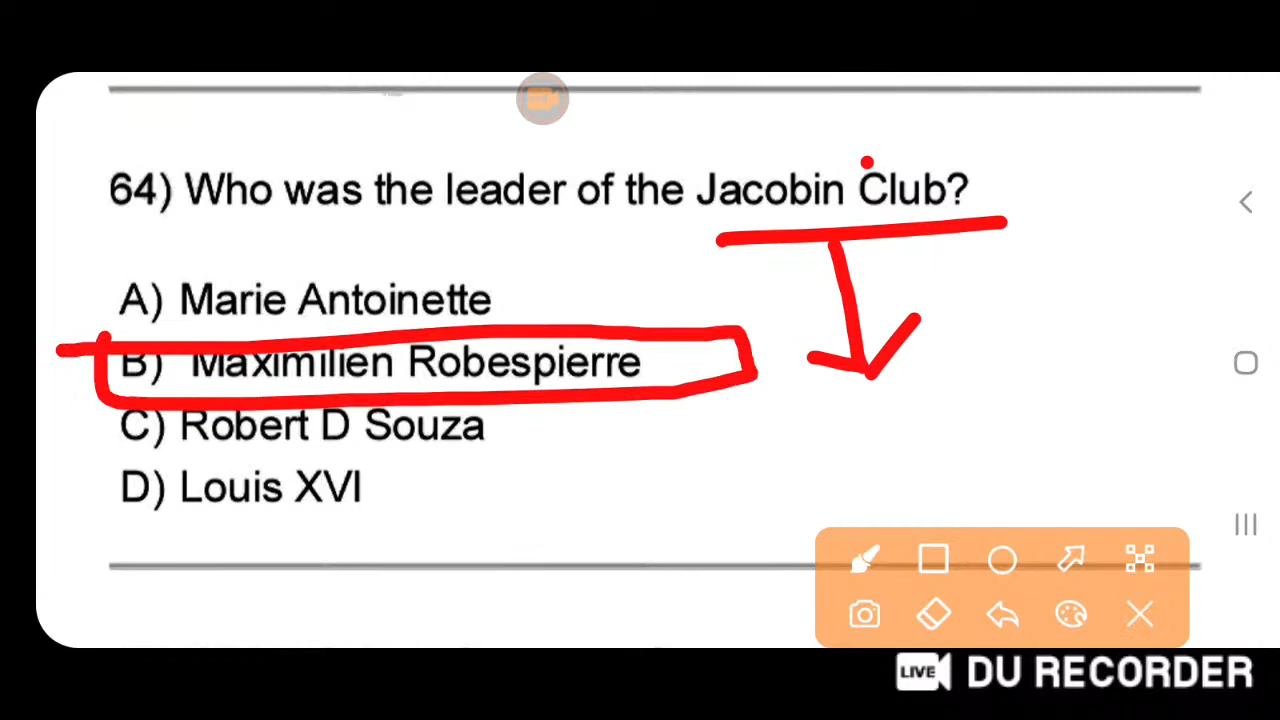 64) Who was the leader of the Jacobin Club?
A) Marie Antoinette
B) Maximilien Robespierre
C) Robert D Souza
D) Louis XVI
LIVE DU RECORDER